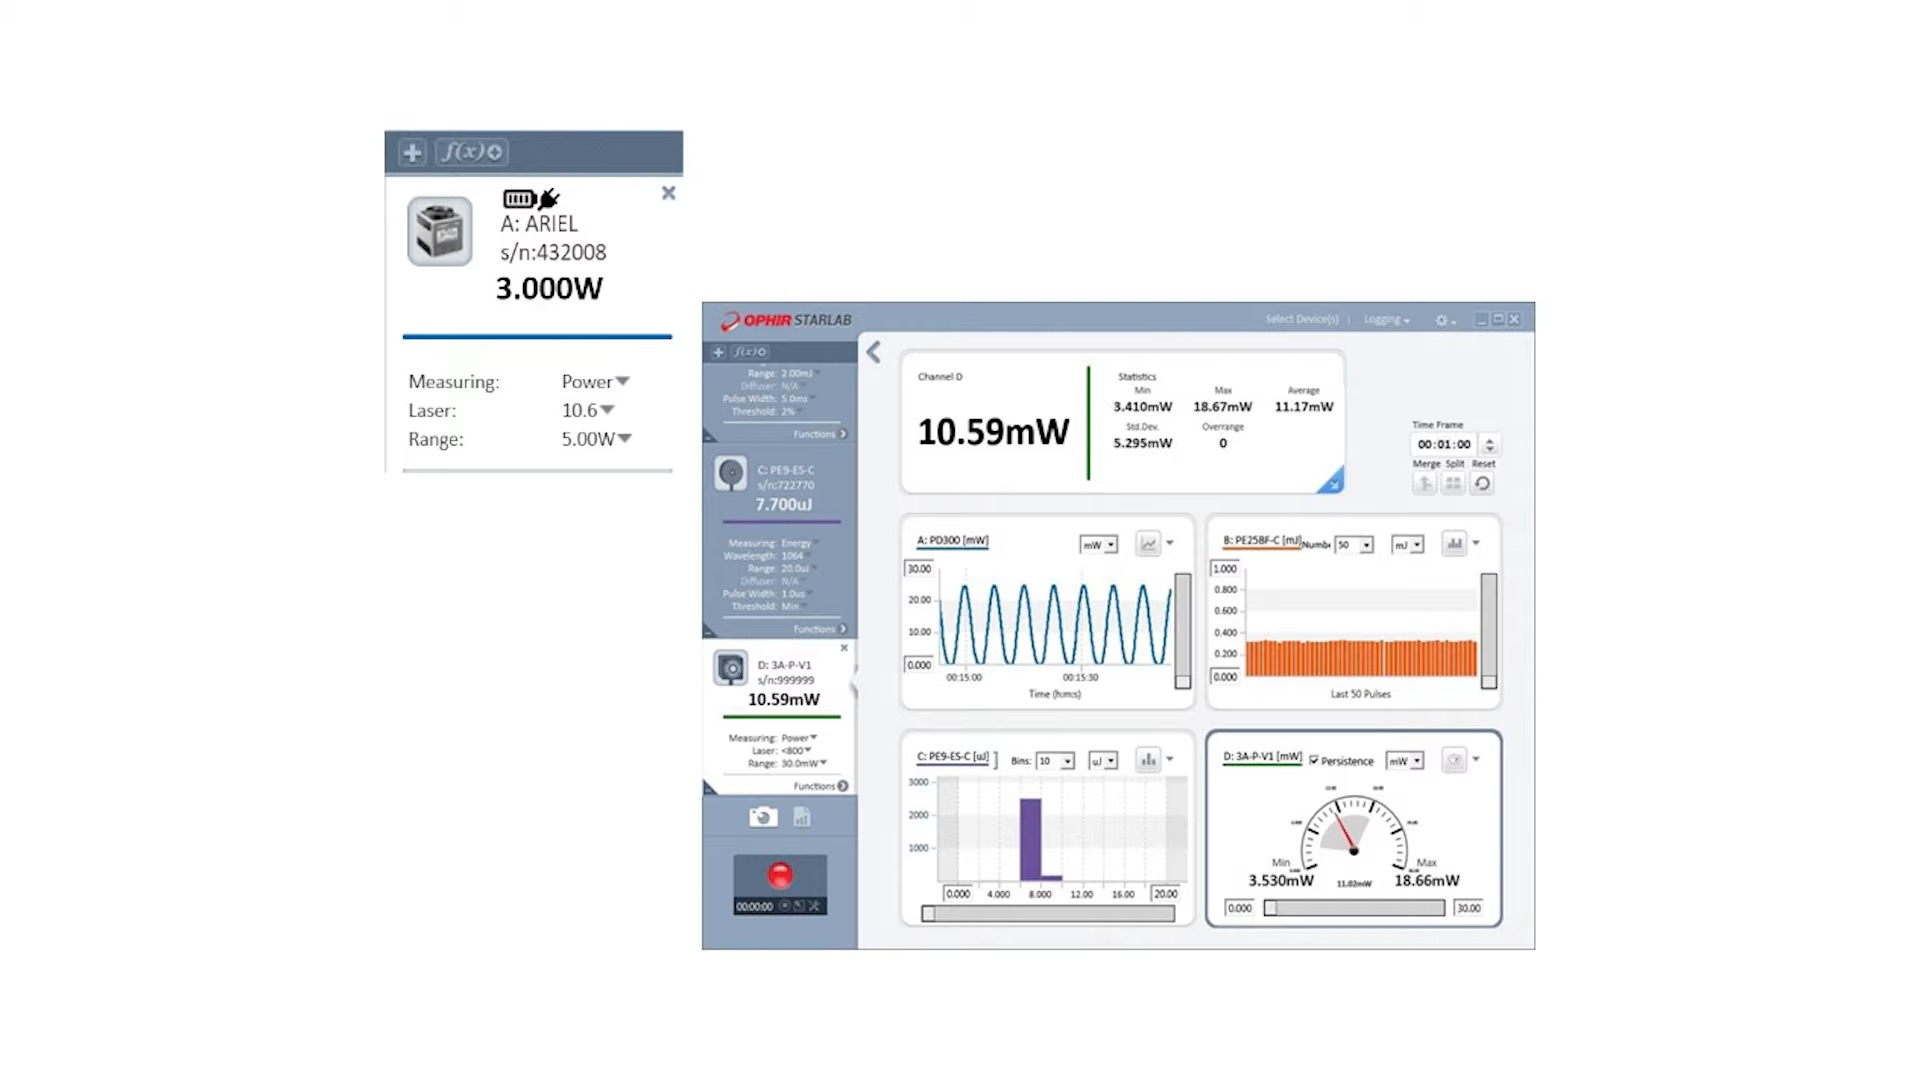 f(x)
A: ARIEL
s/n:432008
3.000W
Measuring: Power
Laser: 10.6
Range: 5.00W
OPHIR STARLAB
Select Device(s) | Logging
f(x)
Range: 2.00mJ
Diffuser: N/A
Pulse Width: 5.0ms
Threshold: 2%
Functions
C: PE9-ES-C
s/n:722770
7.700uJ
Measuring: Energy
Wavelength: 1064
Range: 20.0uJ
Diffuser: N/A
Pulse Width: 1.0us
Threshold: Min
Functions
D: 3A-P-V1
s/n:999999
10.59mW
Measuring: Power
Laser: <800
Range: 30.0mW
Functions
00:00:00
Channel D
10.59mW
Statistics
Min Max Average
3.410mW 18.67mW 11.17mW
Std.Dev. Overrange
5.295mW 0
Time Frame
00:01:00
Merge Split Reset
A: PD300 [mW] mW
30.00
20.00
10.00
0.000
00:15:00 00:15:30
Time (h:m:s)
B: PE25BF-C [mJ] Numbe 50 mJ
1.000
0.800
0.600
0.400
0.200
0.000
Last 50 Pulses
C: PE9-ES-C [uJ] Bins: 10 uJ
3000
2000
1000
0.000 4.000 8.000 12.00 16.00 20.00
D: 3A-P-V1 [mW] Persistence mW
Min Max
3.530mW 11.02mW 18.66mW
0.000 30.00